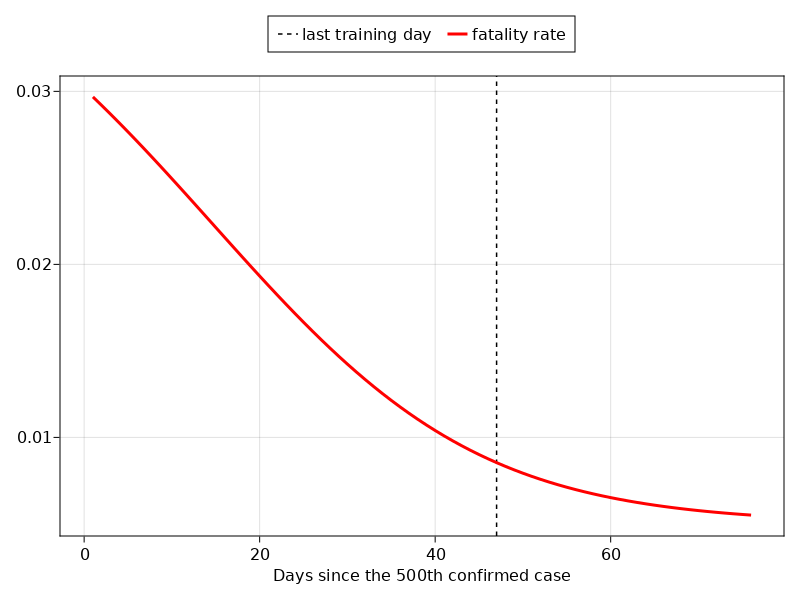 last training day fatality rate
0.03
0.02
0.01
0 20 40 60
Days since the 500th confirmed case